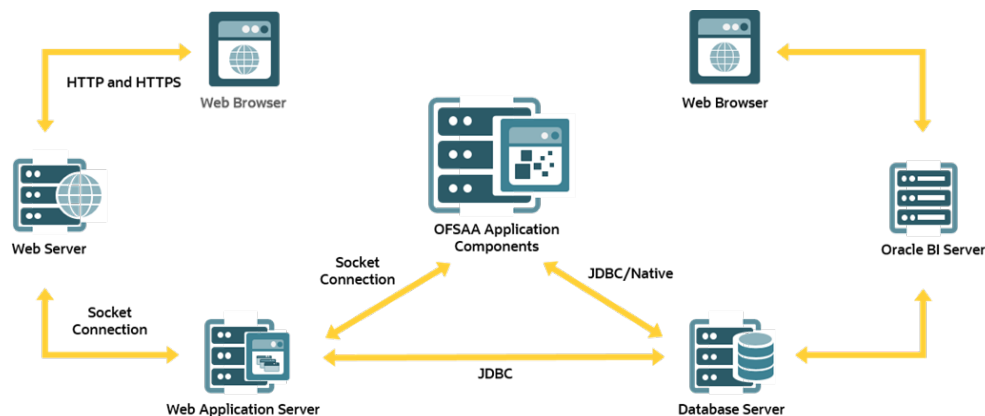 HTTP and HTTPS
Web Browser
Web Browser
Web Server
OFSAA Application
Components
Oracle BI Server
Socket
Connection
JDBC/Native
Socket
Connection
JDBC
Web Application Server
Database Server